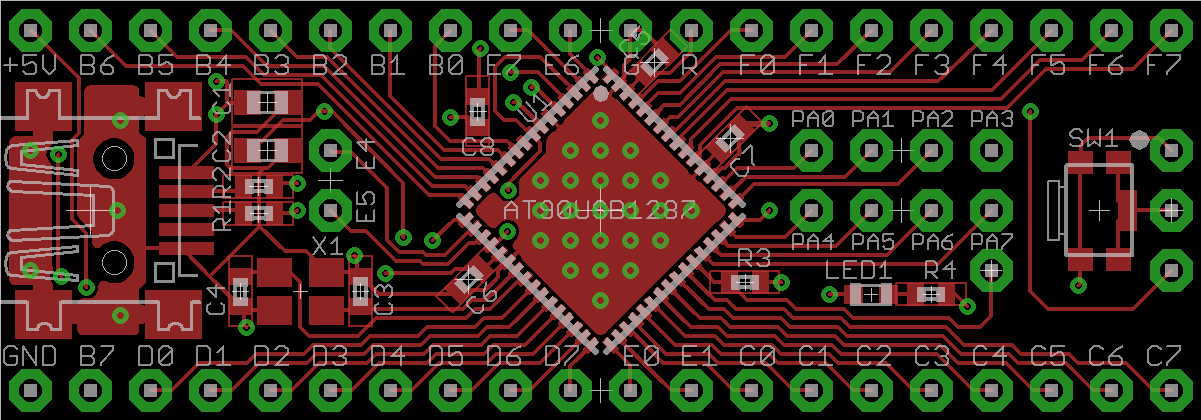 +5V B6 B5 B4 B3 B2 B1 B0 E7 E6 G R F0 F1 F2 F3 F4 F5 F6 F7
C1 U1 PA0 PA1 PA2 PA3
C2 E4 C8 C7 SW1
R2
R1 E5 AT90USB1287
X1 PA4 PA5 PA6 PA7
R3 LED1 R4
C4 C3 C6
GND B7 D0 D1 D2 D3 D4 D5 D6 D7 E0 E1 C0 C1 C2 C3 C4 C5 C6 C7